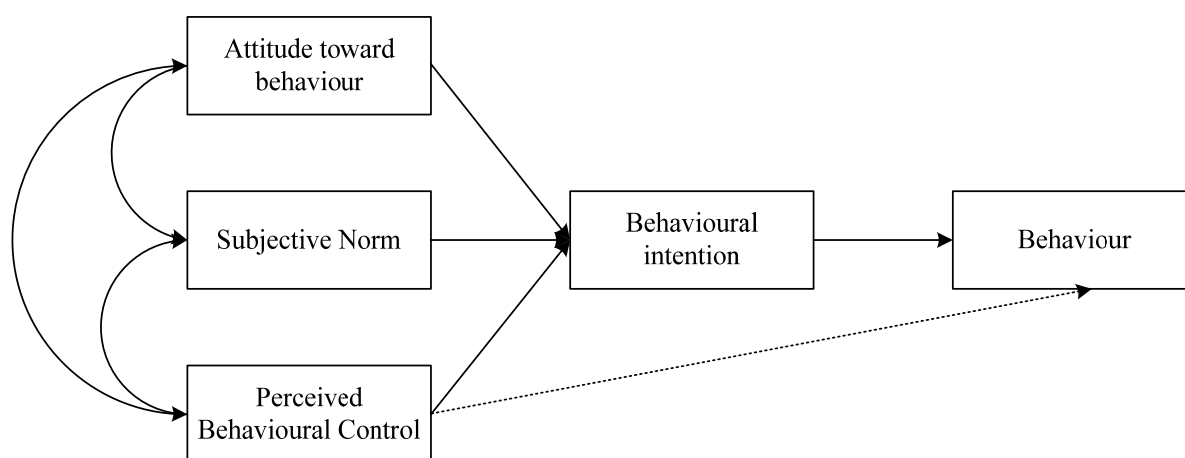 Attitude toward
behaviour
Subjective Norm
Behavioural
intention
Behaviour
Perceived
Behavioural Control